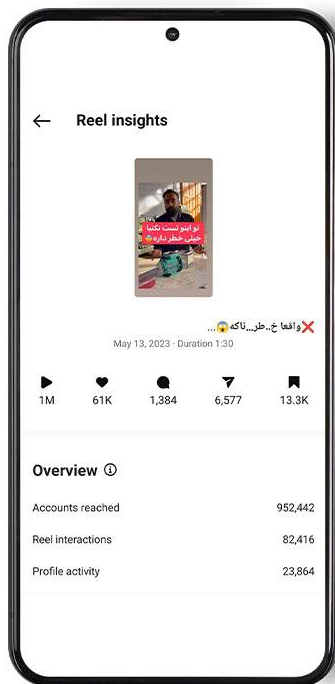 Reel insights
تو اینو تست نکنیا
خیلی خطر داره😨
❌واقعا خ..طر...ناکه😱...
May 13, 2023 · Duration 1:30
1M 61K 1,384 6,577 13.3K
Overview
Accounts reached 952,442
Reel interactions 82,416
Profile activity 23,864